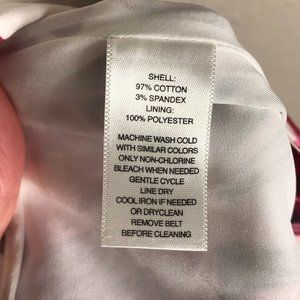 SHELL:
97% COTTON
3% SPANDEX
LINING:
100% POLYESTER
MACHINE WASH COLD
WITH SIMILAR COLORS
ONLY NON-CHLORINE
BLEACH WHEN NEEDED
GENTLE CYCLE
LINE DRY
COOL IRON IF NEEDED
OR DRYCLEAN
REMOVE BELT
BEFORE CLEANING